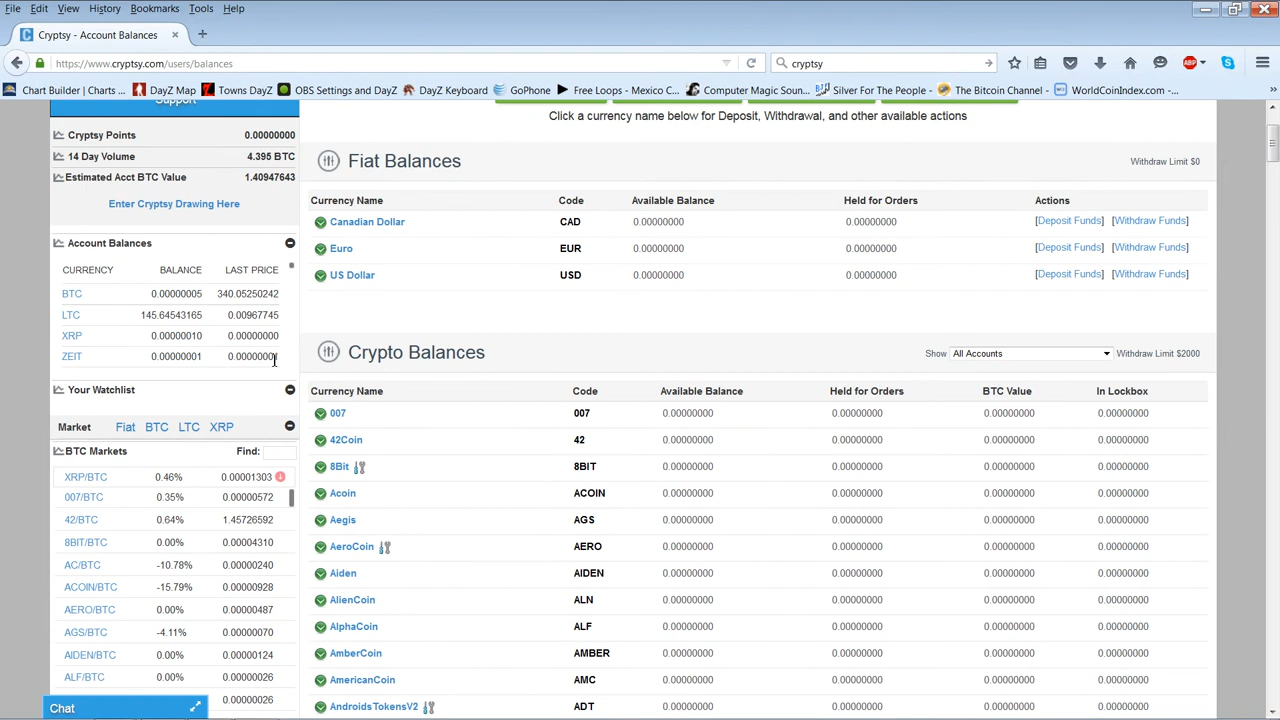 File Edit View History Bookmarks Tools Help
Cryptsy - Account Balances
https://www.cryptsy.com/users/balances cryptsy ABP
Chart Builder | Charts ... DayZ Map Towns DayZ OBS Settings and DayZ DayZ Keyboard GoPhone Free Loops - Mexico C... Computer Magic Soun... Silver For The People - ... The Bitcoin Channel - ... WorldCoinIndex.com - ...
Support
Click a currency name below for Deposit, Withdrawal, and other available actions
Cryptsy Points 0.00000000
14 Day Volume 4.395 BTC
Estimated Acct BTC Value 1.40947643
Enter Cryptsy Drawing Here
Account Balances
CURRENCY BALANCE LAST PRICE
BTC 0.00000005 340.05250242
LTC 145.64543165 0.00967745
XRP 0.00000010 0.00000000
ZEIT 0.00000001 0.00000001
Your Watchlist
Market Fiat BTC LTC XRP
BTC Markets Find:
XRP/BTC 0.46% 0.00001303
007/BTC 0.35% 0.00000572
42/BTC 0.64% 1.45726592
8BIT/BTC 0.00% 0.00004310
AC/BTC -10.78% 0.00000240
ACOIN/BTC -15.79% 0.00000928
AERO/BTC 0.00% 0.00000487
AGS/BTC -4.11% 0.00000070
AIDEN/BTC 0.00% 0.00000124
ALF/BTC 0.00% 0.00000026
0.00000026
Chat
Fiat Balances Withdraw Limit $0
Currency Name Code Available Balance Held for Orders Actions
Canadian Dollar CAD 0.00000000 0.00000000 [Deposit Funds] [Withdraw Funds]
Euro EUR 0.00000000 0.00000000 [Deposit Funds] [Withdraw Funds]
US Dollar USD 0.00000000 0.00000000 [Deposit Funds] [Withdraw Funds]
Crypto Balances Show All Accounts Withdraw Limit $2000
Currency Name Code Available Balance Held for Orders BTC Value In Lockbox
007 007 0.00000000 0.00000000 0.00000000 0.00000000
42Coin 42 0.00000000 0.00000000 0.00000000 0.00000000
8Bit 8BIT 0.00000000 0.00000000 0.00000000 0.00000000
Acoin ACOIN 0.00000000 0.00000000 0.00000000 0.00000000
Aegis AGS 0.00000000 0.00000000 0.00000000 0.00000000
AeroCoin AERO 0.00000000 0.00000000 0.00000000 0.00000000
Aiden AIDEN 0.00000000 0.00000000 0.00000000 0.00000000
AlienCoin ALN 0.00000000 0.00000000 0.00000000 0.00000000
AlphaCoin ALF 0.00000000 0.00000000 0.00000000 0.00000000
AmberCoin AMBER 0.00000000 0.00000000 0.00000000 0.00000000
AmericanCoin AMC 0.00000000 0.00000000 0.00000000 0.00000000
AndroidsTokensV2 ADT 0.00000000 0.00000000 0.00000000 0.00000000